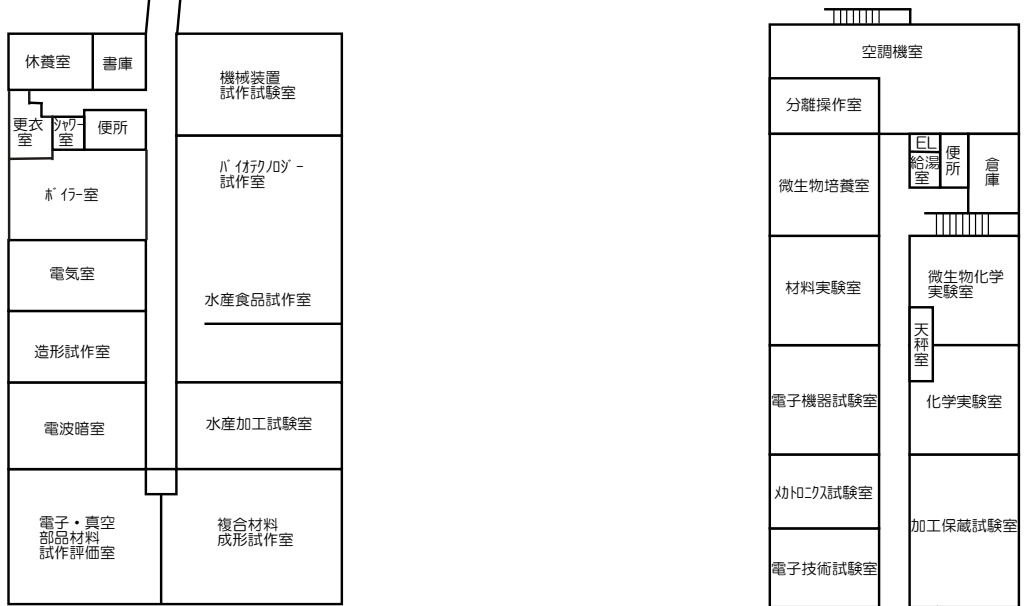 休養室
書庫
機械装置
試作試験室
更衣
室
シャワー
室
便所
バイオテクノロジー
試作室
ボイラー室
電気室
水産食品試作室
造形試作室
電波暗室
水産加工試験室
電子・真空
部品材料
試作評価室
複合材料
成形試作室
空調機室
分離操作室
EL
給湯
室
便
所
倉
庫
微生物培養室
材料実験室
微生物化学
実験室
天
秤
室
電子機器試験室
化学実験室
メカトロニクス試験室
加工保蔵試験室
電子技術試験室